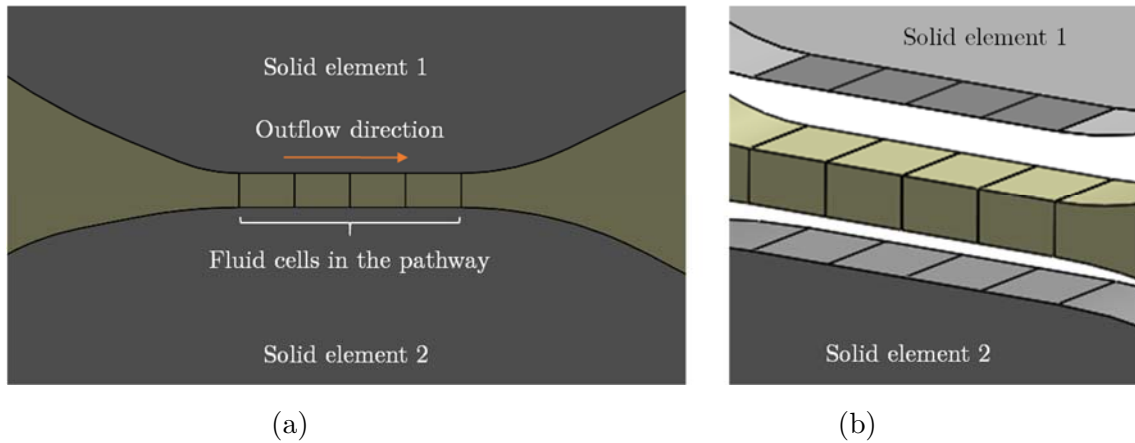 Solid element 1
Outflow direction
Fluid cells in the pathway
Solid element 2
(a)
Solid element 1
Solid element 2
(b)